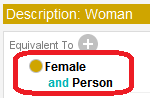 Description: Woman
Equivalent To +
Female
and Person